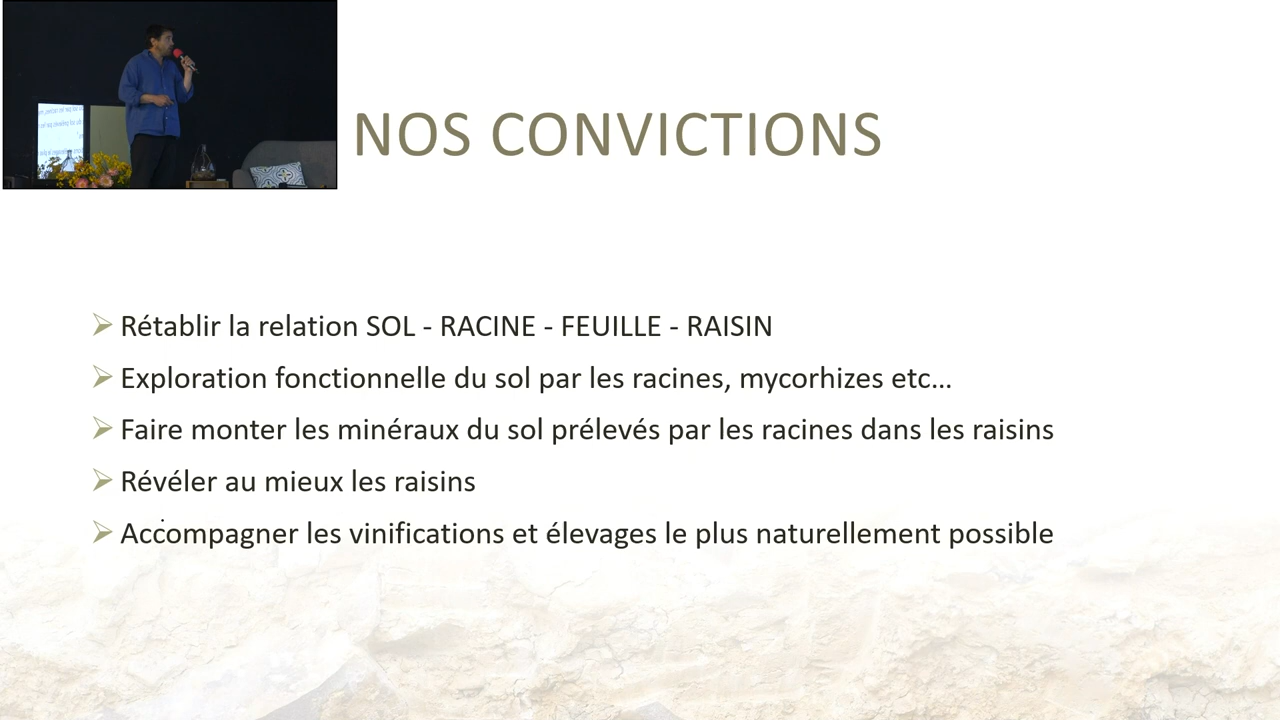 NOS CONVICTIONS
Rétablir la relation SOL - RACINE - FEUILLE - RAISIN
Exploration fonctionnelle du sol par les racines, mycorhizes etc...
Faire monter les minéraux du sol prélevés par les racines dans les raisins
Révéler au mieux les raisins
Accompagner les vinifications et élevages le plus naturellement possible